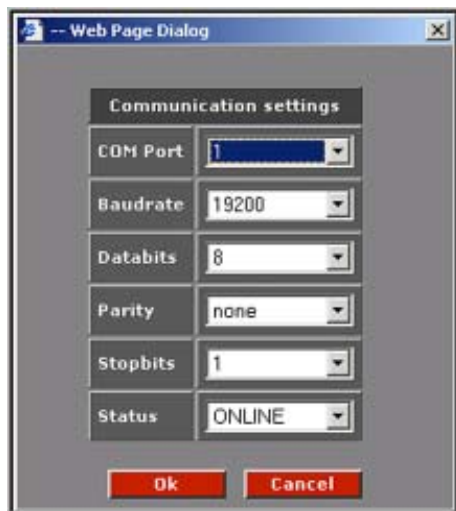 -- Web Page Dialog
Communication settings
COM Port 1
Baudrate 19200
Databits 8
Parity none
Stopbits 1
Status ONLINE
Ok Cancel